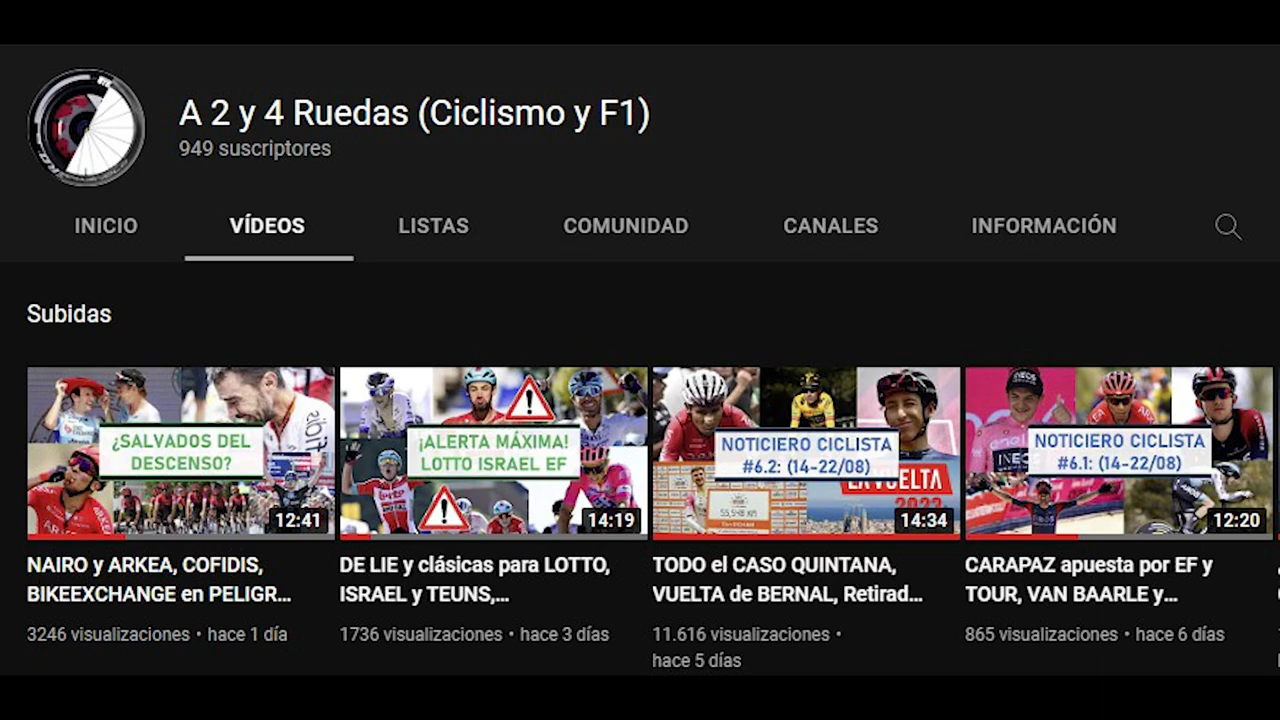 A 2 y 4 Ruedas (Ciclismo y F1)
949 suscriptores
INICIO
VÍDEOS
LISTAS
COMUNIDAD
CANALES
INFORMACIÓN
Subidas
¿SALVADOS DEL
DESCENSO?
12:41
¡ALERTA MÁXIMA!
LOTTO ISRAEL EF
14:19
NOTICIERO CICLISTA
#6.2: (14-22/08)
LA VUELTA
14:34
INEOS
NOTICIERO CICLISTA
#6.1: (14-22/08)
12:20
NAIRO y ARKEA, COFIDIS,
BIKEEXCHANGE en PELIGR...
3246 visualizaciones • hace 1 día
DE LIE y clásicas para LOTTO,
ISRAEL y TEUNS,...
1736 visualizaciones • hace 3 días
TODO el CASO QUINTANA,
VUELTA de BERNAL, Retirad...
11.616 visualizaciones •
hace 5 días
CARAPAZ apuesta por EF y
TOUR, VAN BAARLE y...
865 visualizaciones • hace 6 días